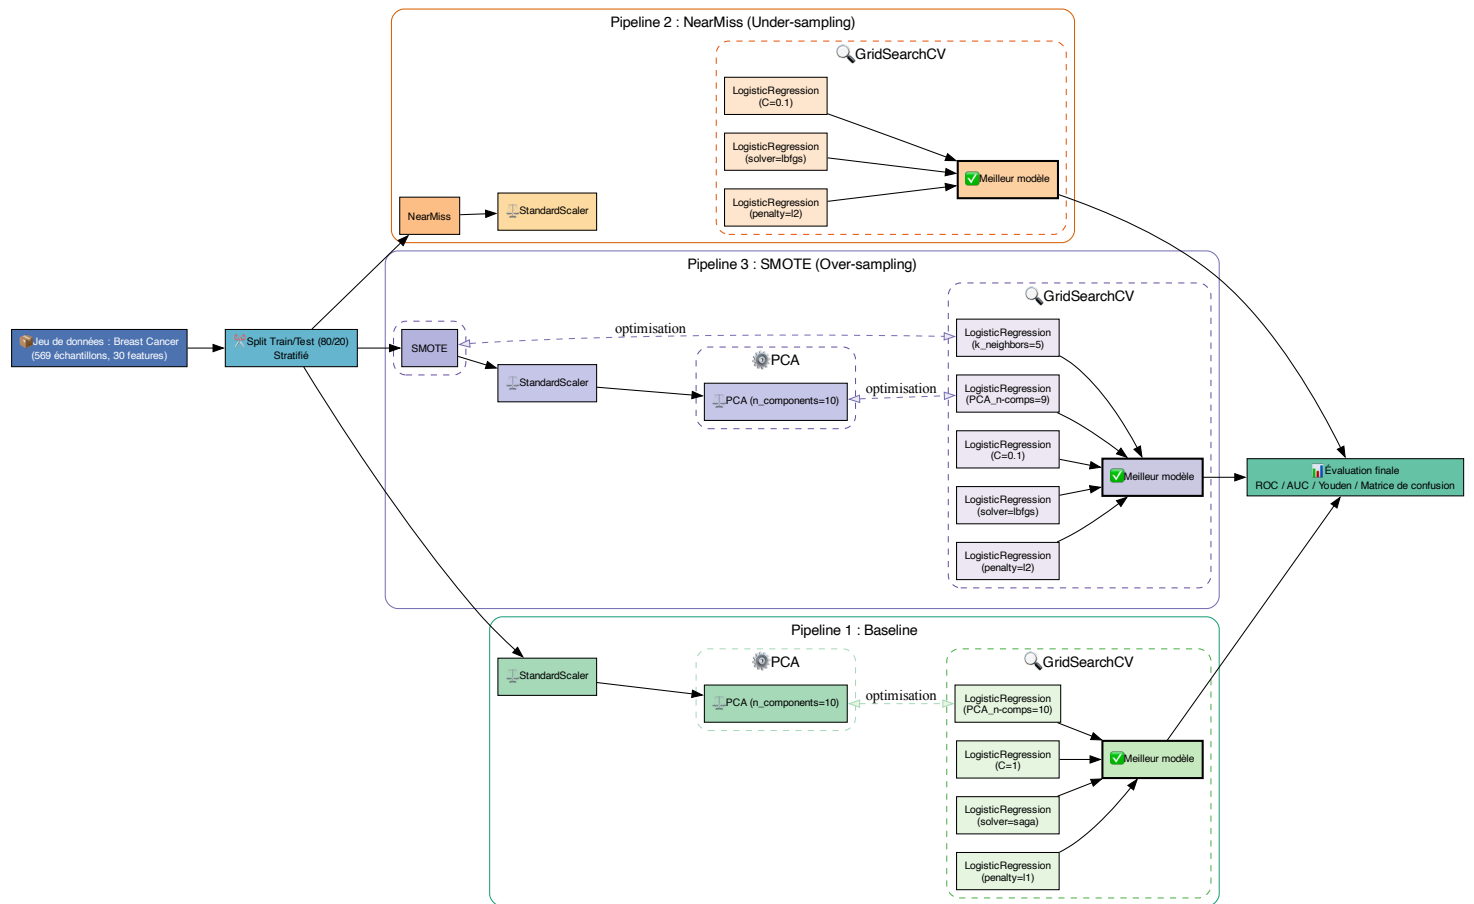 Pipeline 2 : NearMiss (Under-sampling)
🔍GridSearchCV
LogisticRegression
(C=0.1)
LogisticRegression
(solver=lbfgs)
LogisticRegression
(penalty=l2)
✅Meilleur modèle
NearMiss
⚖️StandardScaler
Pipeline 3 : SMOTE (Over-sampling)
🔍GridSearchCV
📦Jeu de données : Breast Cancer
(569 échantillons, 30 features)
✂️Split Train/Test (80/20)
Stratifié
SMOTE
optimisation
LogisticRegression
(k_neighbors=5)
⚖️StandardScaler
⚙️PCA
⚖️PCA (n_components=10)
optimisation
LogisticRegression
(PCA_n-comps=9)
LogisticRegression
(C=0.1)
LogisticRegression
(solver=lbfgs)
LogisticRegression
(penalty=l2)
✅Meilleur modèle
📊Évaluation finale
ROC / AUC / Youden / Matrice de confusion
Pipeline 1 : Baseline
⚖️StandardScaler
⚙️PCA
⚖️PCA (n_components=10)
optimisation
🔍GridSearchCV
LogisticRegression
(PCA_n-comps=10)
LogisticRegression
(C=1)
LogisticRegression
(solver=saga)
LogisticRegression
(penalty=l1)
✅Meilleur modèle